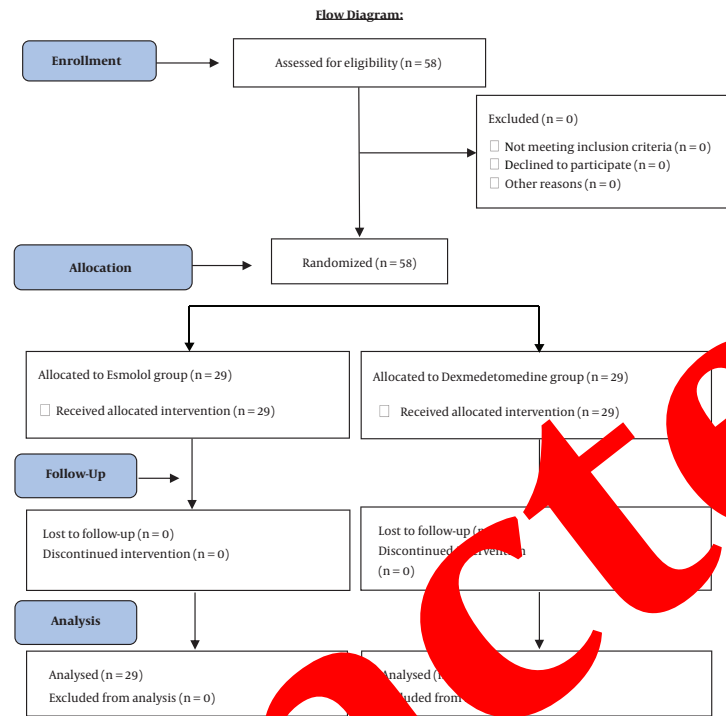 Flow Diagram:
Enrollment
Assessed for eligibility (n = 58)
Excluded (n = 0)
Not meeting inclusion criteria (n = 0)
Declined to participate (n = 0)
Other reasons (n = 0)
Allocation
Randomized (n = 58)
Allocated to Esmolol group (n = 29)
Received allocated intervention (n = 29)
Allocated to Dexmedetomedine group (n = 29)
Received allocated intervention (n = 29)
Follow-Up
Lost to follow-up (n = 0)
Discontinued intervention (n = 0)
Lost to follow-up
(n = 0)
Analysis
Analysed (n = 29)
Excluded from analysis (n = 0)
Analysed
from